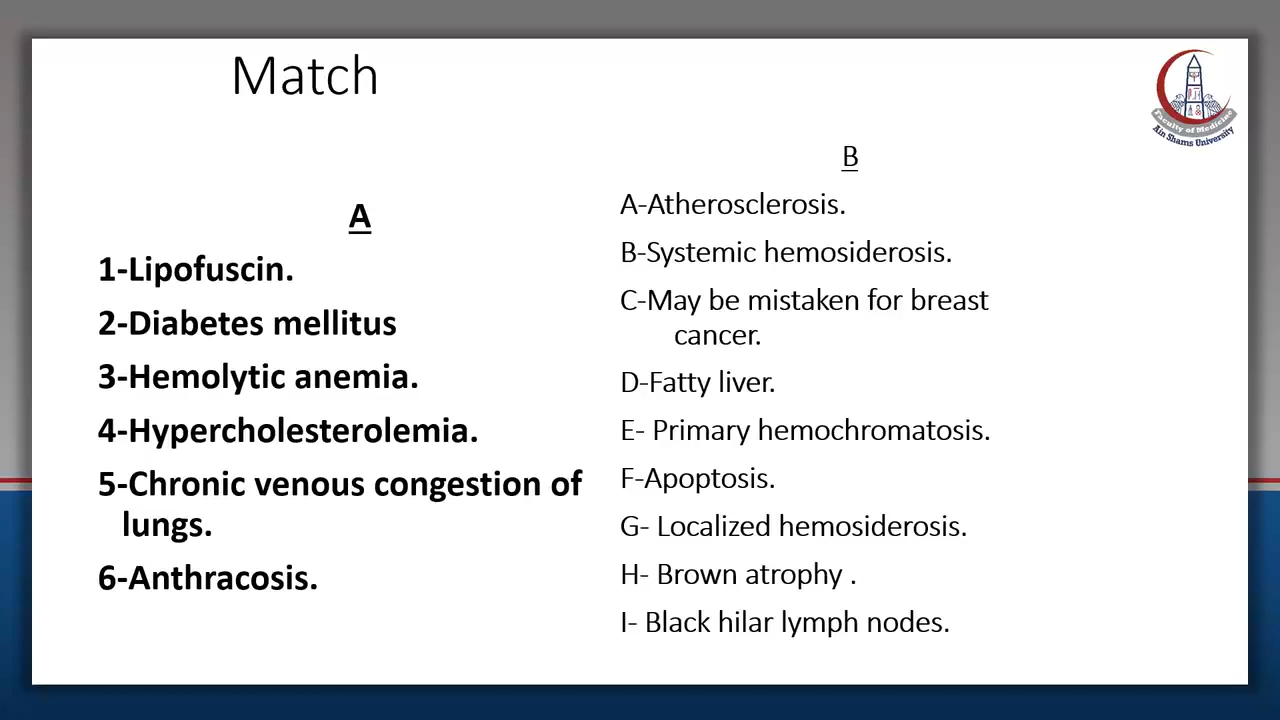 Match
Faculty of Medicine
Ain Shams University
A
1-Lipofuscin.
2-Diabetes mellitus
3-Hemolytic anemia.
4-Hypercholesterolemia.
5-Chronic venous congestion of
lungs.
6-Anthracosis.
B
A-Atherosclerosis.
B-Systemic hemosiderosis.
C-May be mistaken for breast
cancer.
D-Fatty liver.
E- Primary hemochromatosis.
F-Apoptosis.
G- Localized hemosiderosis.
H- Brown atrophy .
I- Black hilar lymph nodes.